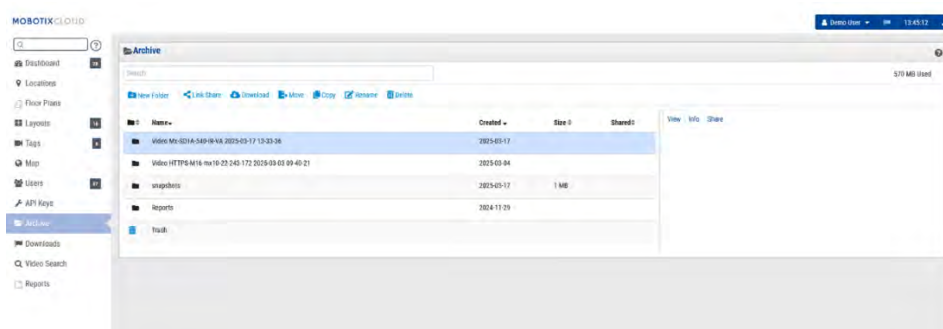 MOBOTIX CLOUD
Demo User
13:45:12
Dashboard
Locations
Floor Plans
Layouts
Tags
Map
Users
API Keys
Archive
Downloads
Video Search
Reports
Archive
Search
570 MB Used
New Folder Link Share Download Move Copy Rename Delete
Name Created Size Shared
View Info Share
2025-03-17
2025-03-04
snapshots 2025-03-17 1 MB
Reports 2024-11-29
Trash